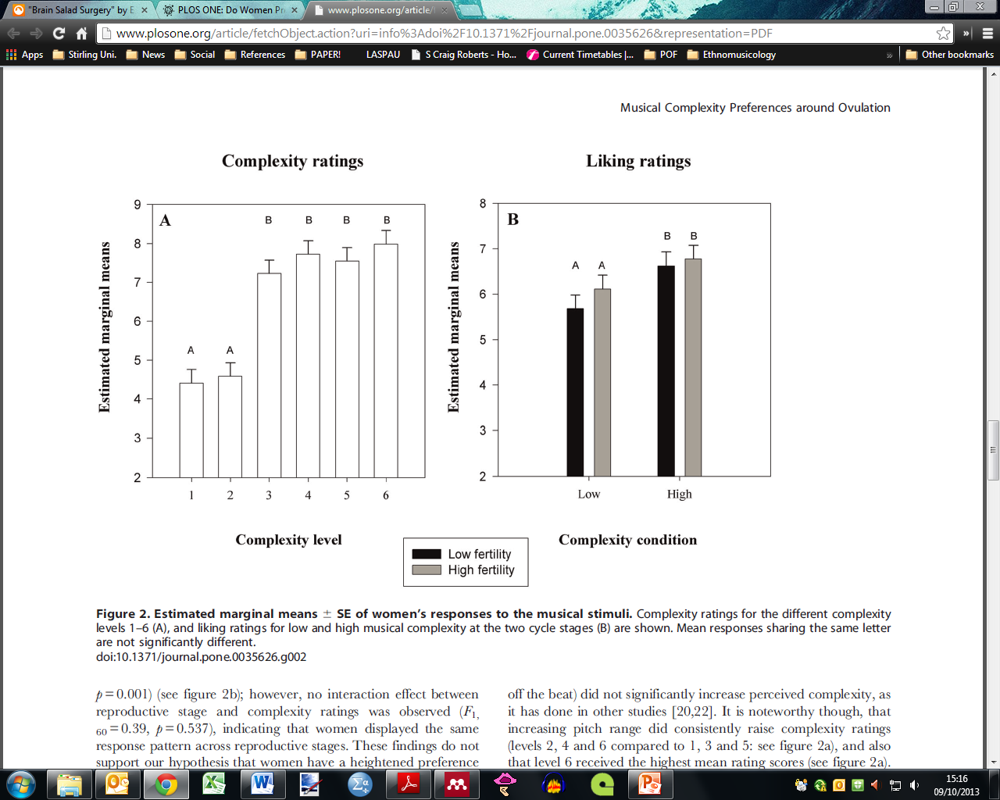 "Brain Salad Surgery" by E
PLOS ONE: Do Women Pr
www.plosone.org/article/
www.plosone.org/article/fetchObject.action?uri=info%3Adoi%2F10.1371%2Fjournal.pone.0035626&representation=PDF
Apps Stirling Uni. News Social References PAPER! LASPAU S Craig Roberts - Ho... Current Timetables |... POF Ethnomusicology » Other bookmarks
Musical Complexity Preferences around Ovulation
Complexity ratings
Estimated marginal means
9
8
7
6
5
4
3
2
A
A A B B B B
1 2 3 4 5 6
Complexity level
Liking ratings
Estimated marginal means
8
7
6
5
4
3
2
B
A A B B
Low High
Complexity condition
Low fertility
High fertility
Figure 2. Estimated marginal means ± SE of women's responses to the musical stimuli. Complexity ratings for the different complexity
levels 1–6 (A), and liking ratings for low and high musical complexity at the two cycle stages (B) are shown. Mean responses sharing the same letter
are not significantly different.
doi:10.1371/journal.pone.0035626.g002
p = 0.001) (see figure 2b); however, no interaction effect between
reproductive stage and complexity ratings was observed (F1,
60 = 0.39, p = 0.537), indicating that women displayed the same
response pattern across reproductive stages. These findings do not
support our hypothesis that women have a heightened preference
off the beat) did not significantly increase perceived complexity, as
it has done in other studies [20,22]. It is noteworthy though, that
increasing pitch range did consistently raise complexity ratings
(levels 2, 4 and 6 compared to 1, 3 and 5: see figure 2a), and also
that level 6 received the highest mean rating scores (see figure 2a).
15:16
09/10/2013